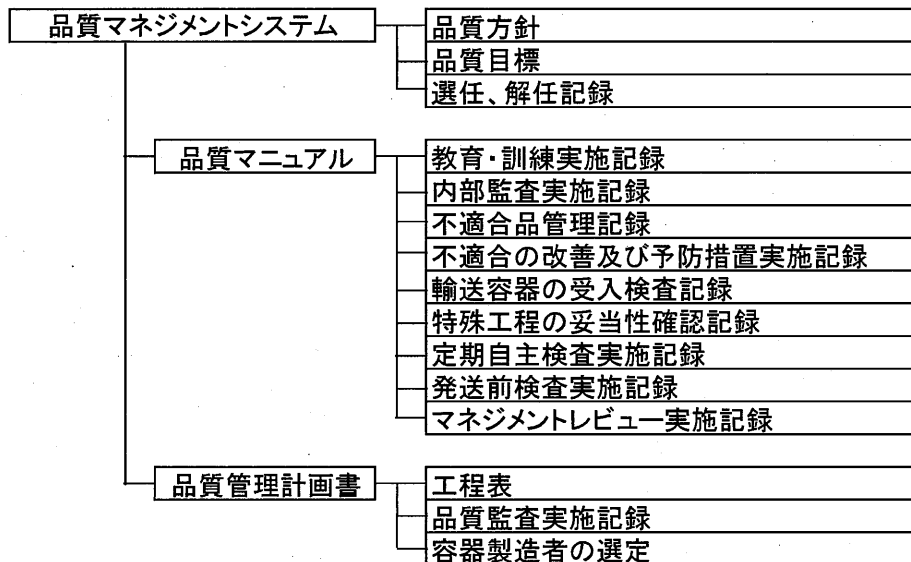 品質マネジメントシステム
品質方針
品質目標
選任、解任記録
品質マニュアル
教育・訓練実施記録
内部監査実施記録
不適合品管理記録
不適合の改善及び予防措置実施記録
輸送容器の受入検査記録
特殊工程の妥当性確認記録
定期自主検査実施記録
発送前検査実施記録
マネジメントレビュー実施記録
品質管理計画書
工程表
品質監査実施記録
容器製造者の選定